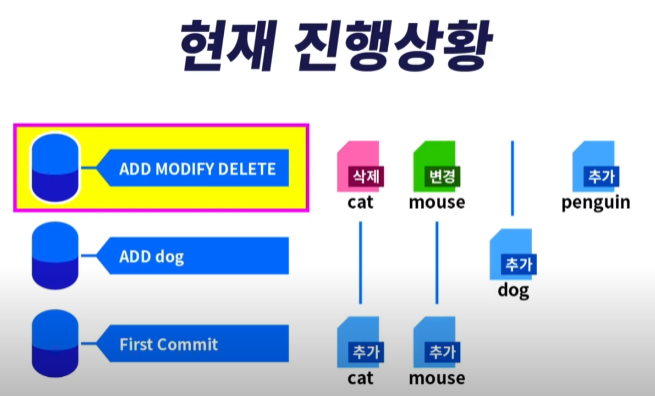 현재 진행상황
ADD MODIFY DELETE
삭제
cat
변경
mouse
추가
penguin
ADD dog
추가
dog
First Commit
추가
cat
추가
mouse